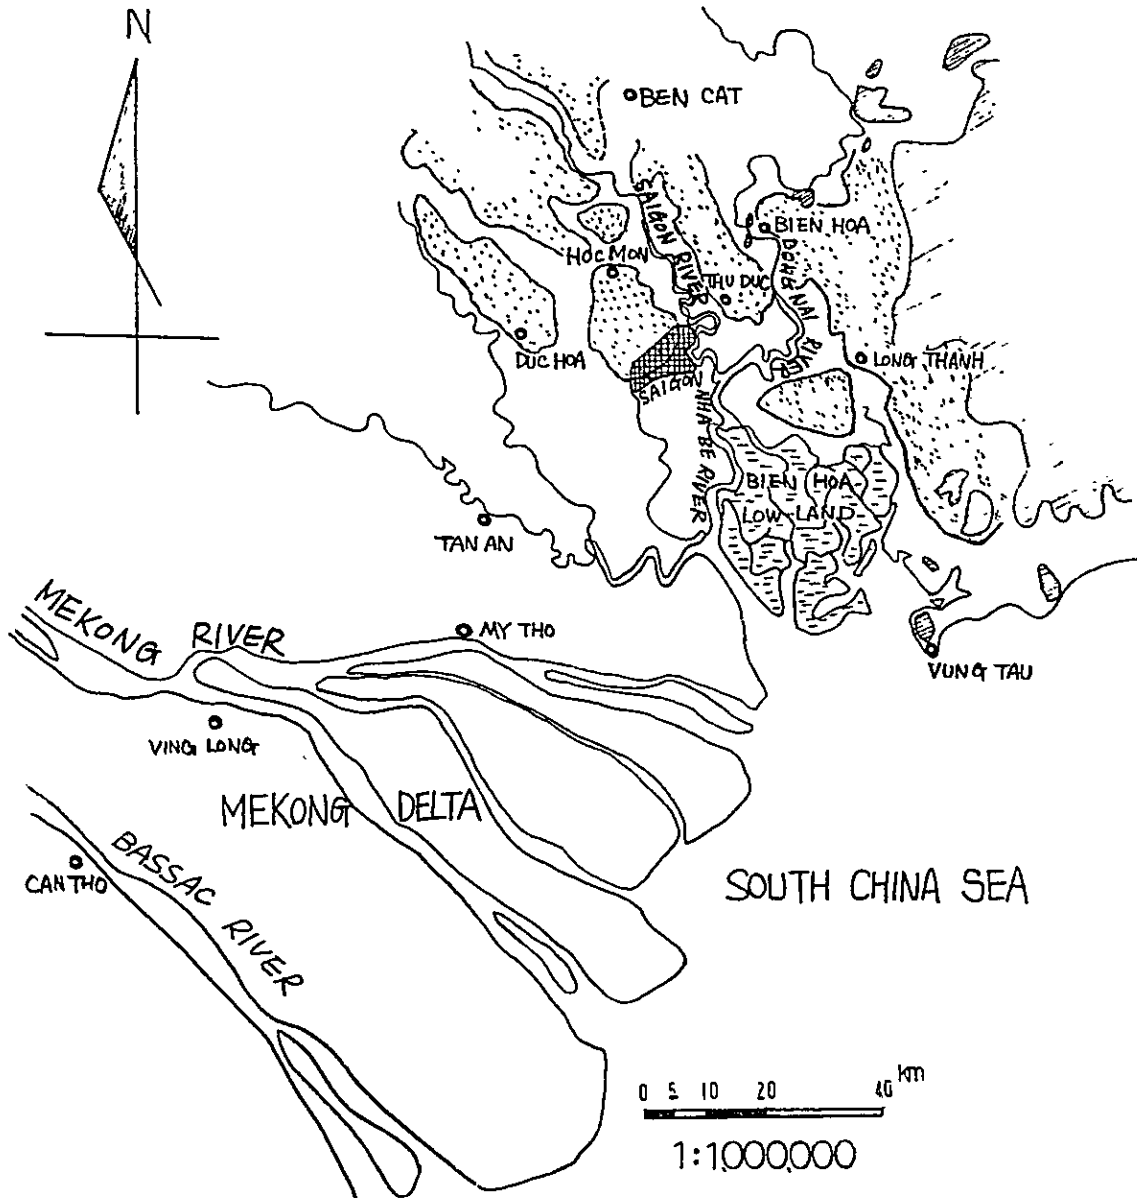 N
BEN CAT
SAIGON RIVER
BIEN HOA
HOC MON
THU DUC
DONG NAI RIVER
DUC HOA
LONG THANH
SAIGON
NHA BE RIVER
BIEN HOA
LOW-LAND
TAN AN
MEKONG RIVER
MY THO
VUNG TAU
VING LONG
MEKONG DELTA
CAN THO
BASSAC RIVER
SOUTH CHINA SEA
0 5 10 20 40 km
1:1,000,000